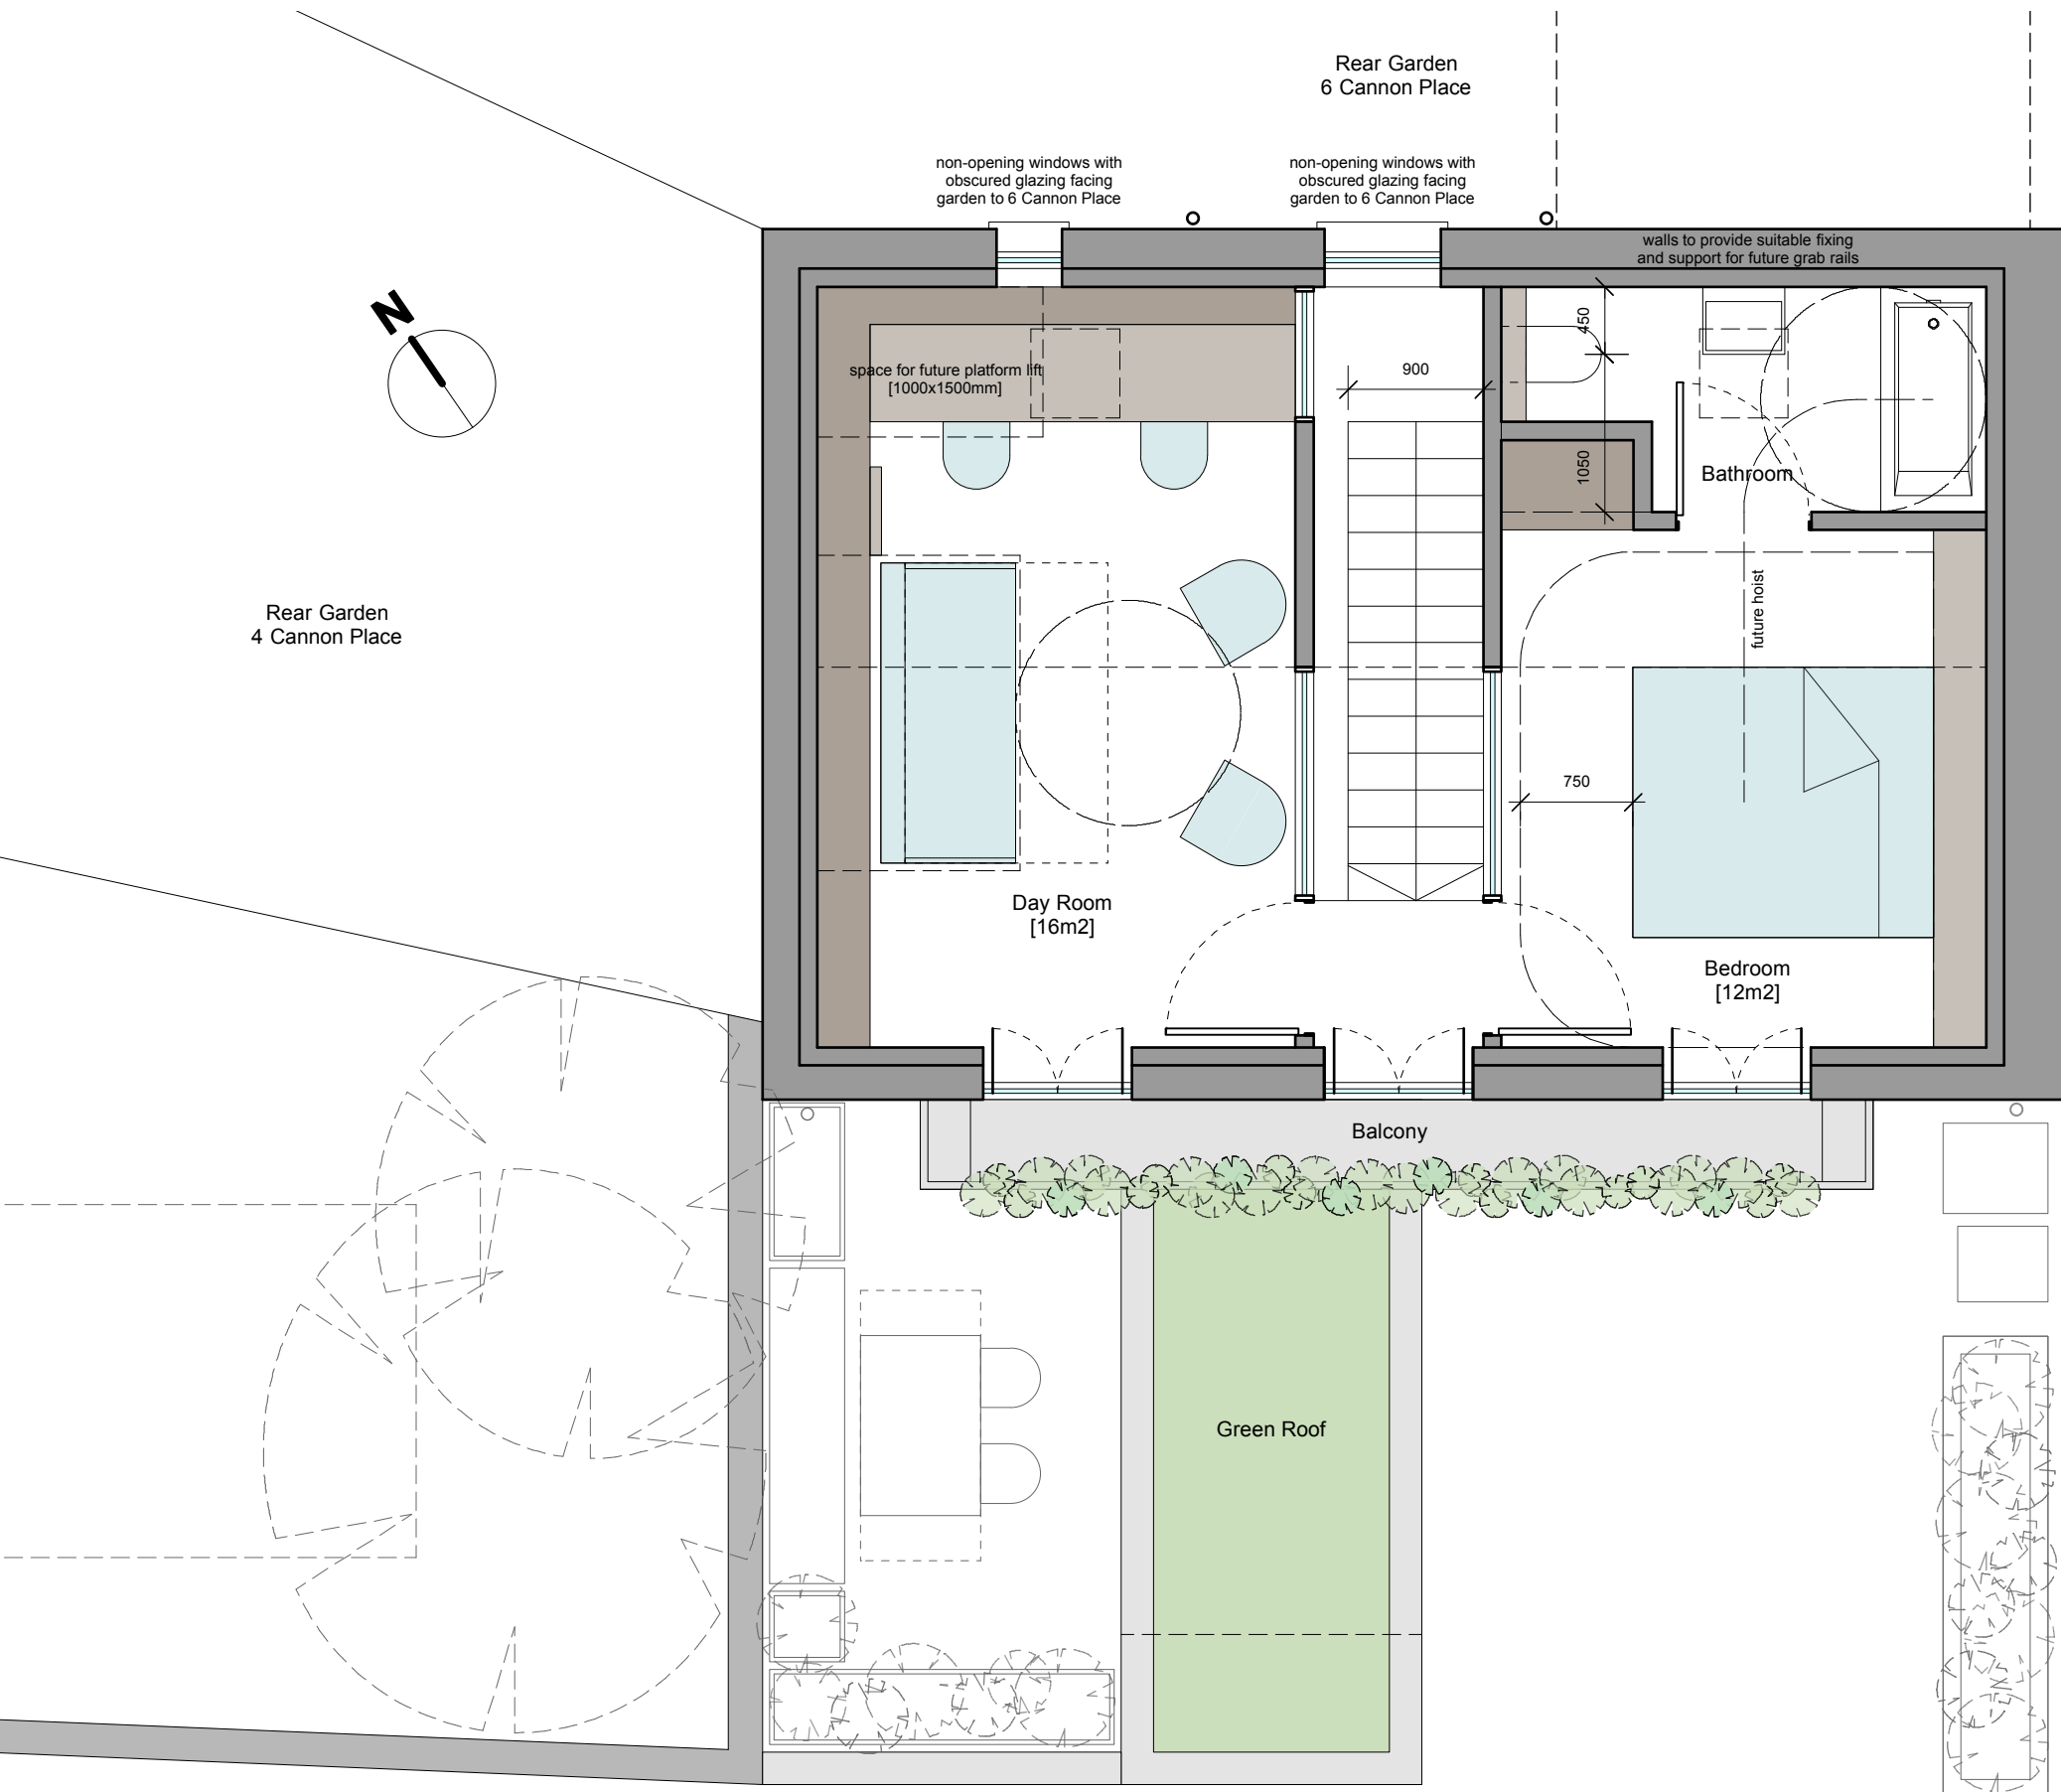 Rear Garden
6 Cannon Place
non-opening windows with
obscured glazing facing
garden to 6 Cannon Place
non-opening windows with
obscured glazing facing
garden to 6 Cannon Place
walls to provide suitable fixing
and support for future grab rails
N
450
space for future platform lift
[1000x1500mm]
900
1050
Bathroom
Rear Garden
4 Cannon Place
future hoist
750
Day Room
[16m2]
Bedroom
[12m2]
Balcony
Green Roof